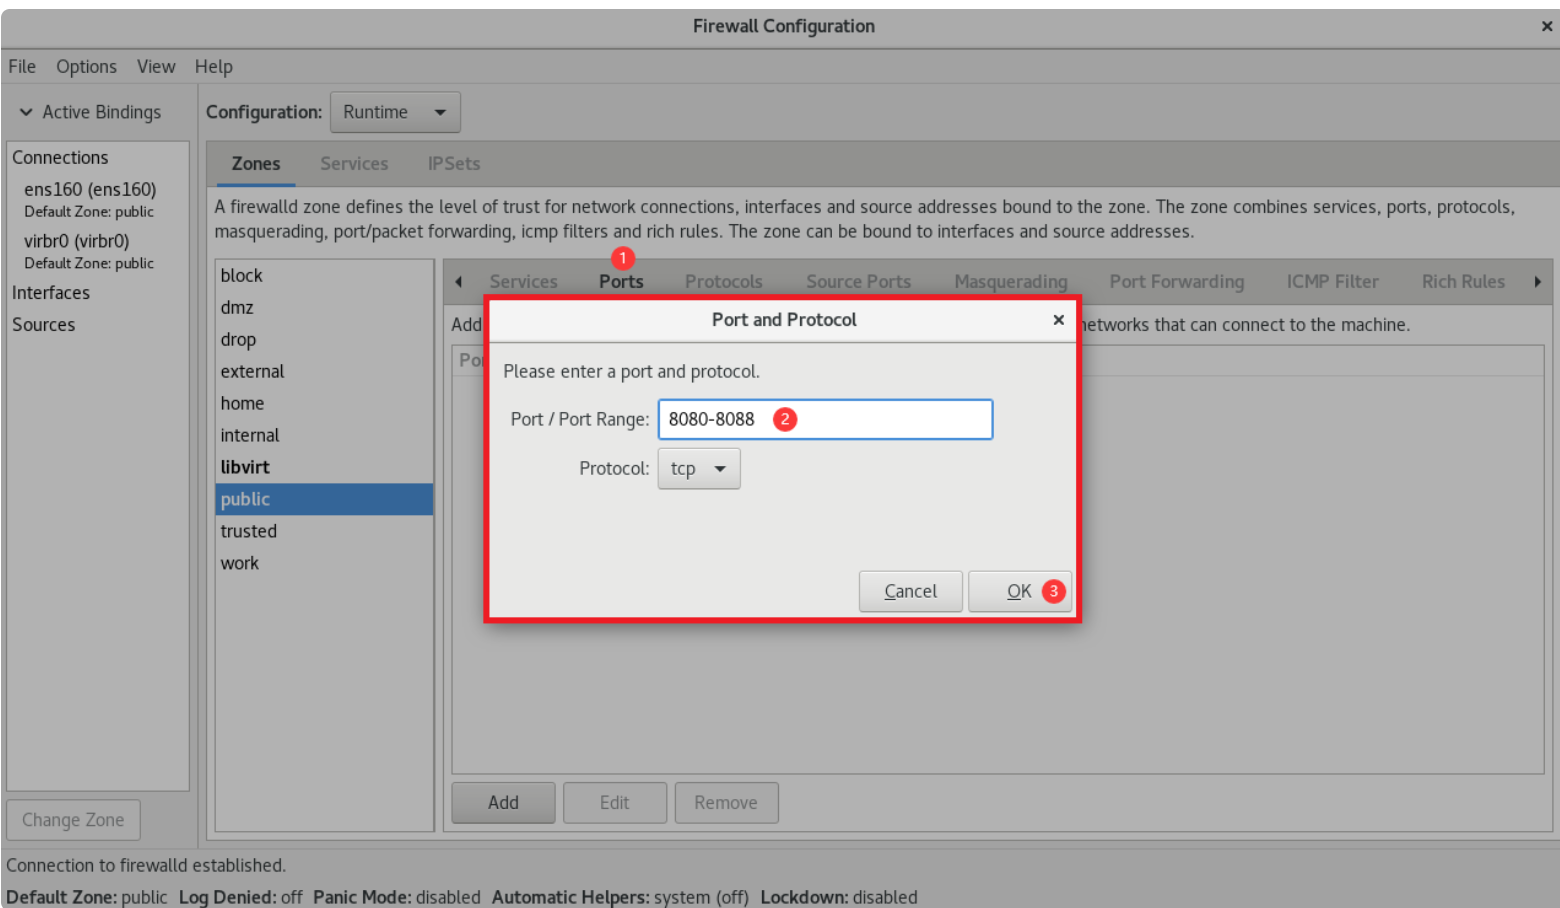 Firewall Configuration
File Options View Help
Active Bindings
Configuration: Runtime
Connections
ens160 (ens160)
Default Zone: public
virbr0 (virbr0)
Default Zone: public
Interfaces
Sources
Change Zone
Zones Services IPSets
A firewalld zone defines the level of trust for network connections, interfaces and source addresses bound to the zone. The zone combines services, ports, protocols,
masquerading, port/packet forwarding, icmp filters and rich rules. The zone can be bound to interfaces and source addresses.
block
dmz
drop
external
home
internal
libvirt
public
trusted
work
1
Services Ports Protocols Source Ports Masquerading Port Forwarding ICMP Filter Rich Rules
Add networks that can connect to the machine.
Port and Protocol
Please enter a port and protocol.
Port / Port Range: 8080-8088 2
Protocol: tcp
Cancel OK 3
Add Edit Remove
Connection to firewalld established.
Default Zone: public Log Denied: off Panic Mode: disabled Automatic Helpers: system (off) Lockdown: disabled